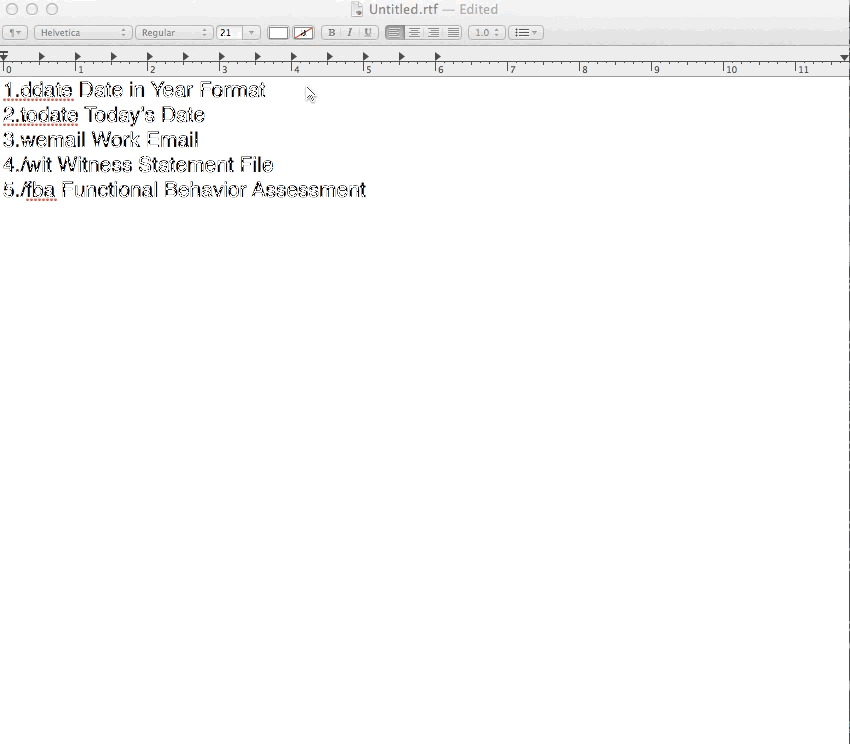 Untitled.rtf — Edited
¶ Helvetica Regular 21 a B I U 1.0
0 1 2 3 4 5 6 7 8 9 10 11
1.ddate Date in Year Format
2.todate Today's Date
3.wemail Work Email
4./wit Witness Statement File
5./fba Functional Behavior Assessment